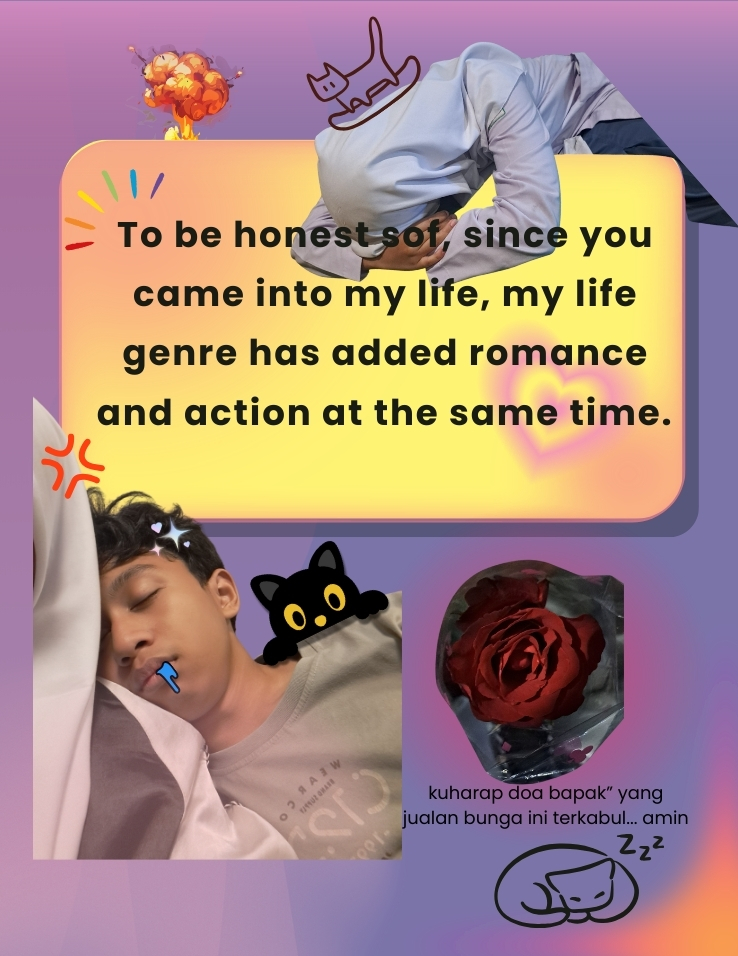 To be honest sof, since you
came into my life, my life
genre has added romance
and action at the same time.
kuharap doa bapak” yang
jualan bunga ini terkabul... amin
zzz